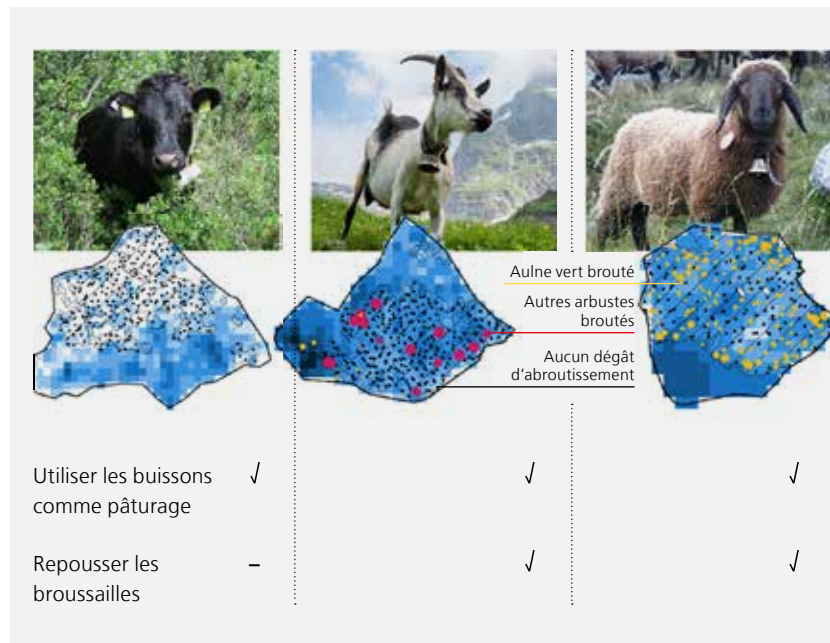 Aulne vert brouté
Autres arbustes
broutés
Aucun dégât
d'abroutissement
Utiliser les buissons √ √ √
comme pâturage
Repousser les – √ √
broussailles